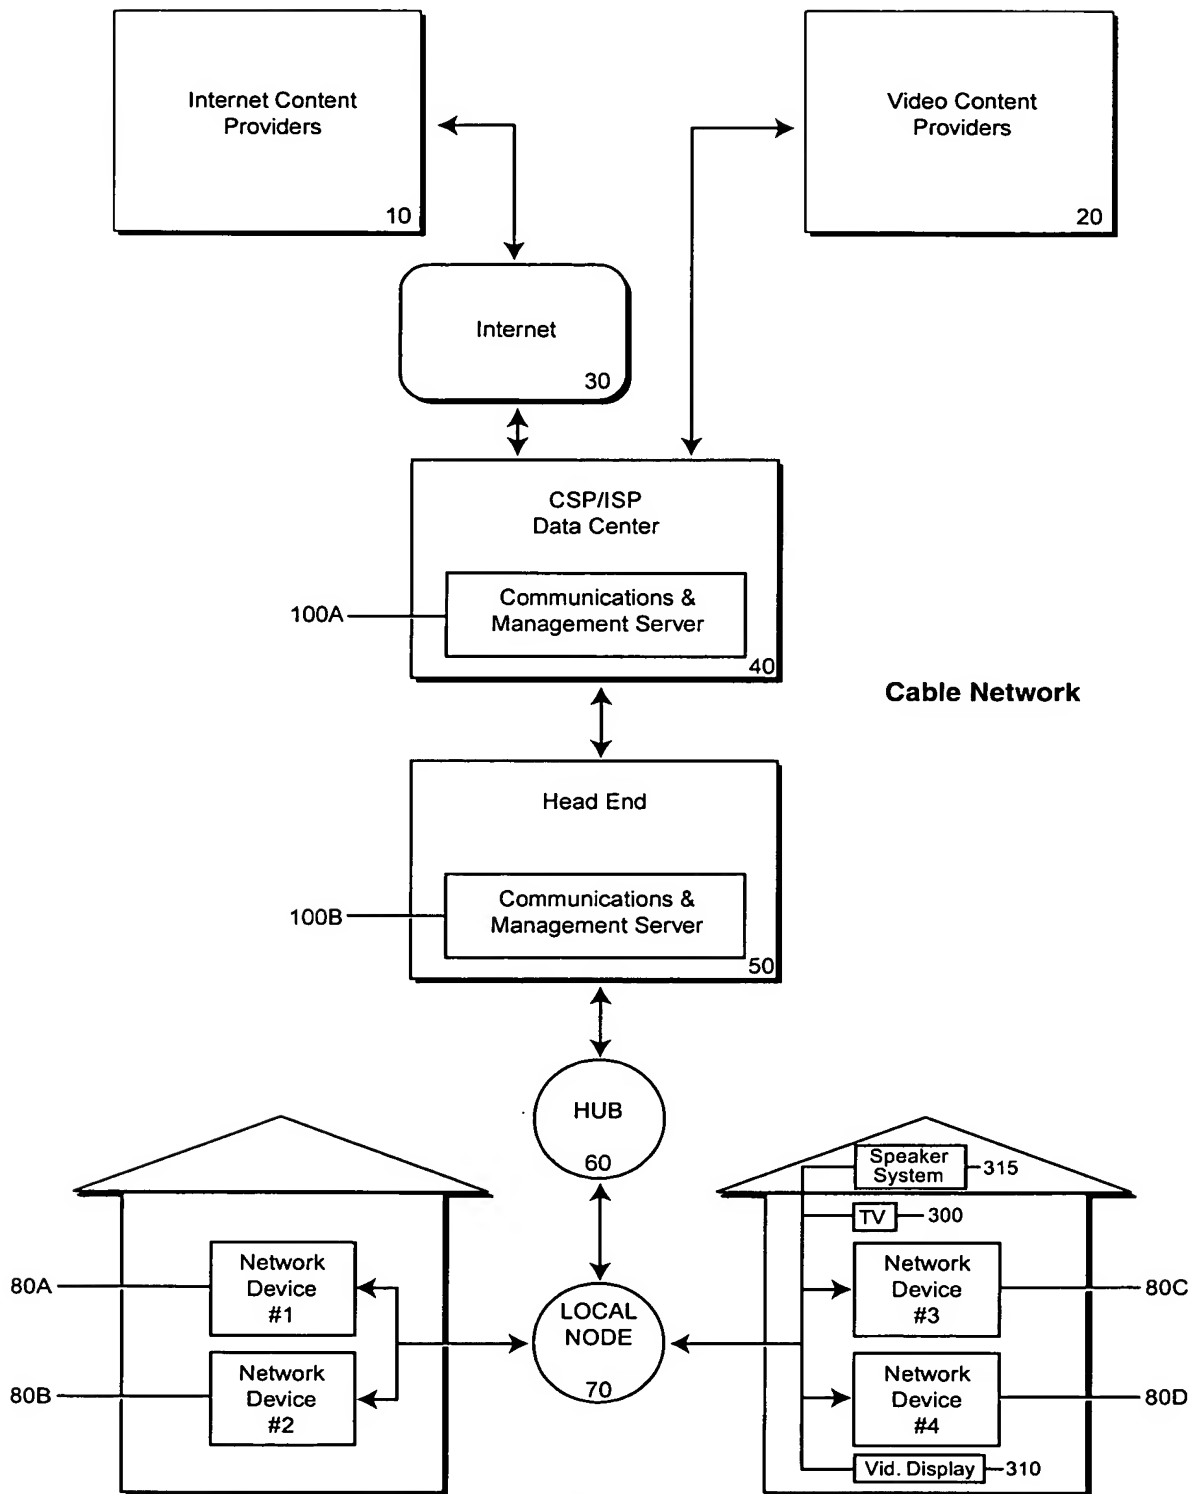 Internet Content
Providers
10
Video Content
Providers
20
Internet
30
CSP/ISP
Data Center
100A
Communications &
Management Server
40
Cable Network
Head End
100B
Communications &
Management Server
50
HUB
60
Speaker
System
315
TV
300
80A
Network
Device
#1
80B
Network
Device
#2
LOCAL
NODE
70
Network
Device
#3
80C
Network
Device
#4
80D
Vid. Display
310